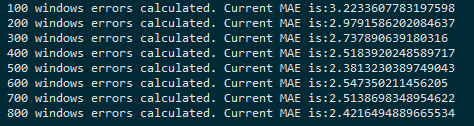 100 windows errors calculated. Current MAE is:3.2233607783197598
200 windows errors calculated. Current MAE is:2.9791586202084637
300 windows errors calculated. Current MAE is:2.737890639180316
400 windows errors calculated. Current MAE is:2.5183920248589717
500 windows errors calculated. Current MAE is:2.3813230389749043
600 windows errors calculated. Current MAE is:2.547350211456205
700 windows errors calculated. Current MAE is:2.5138698348954622
800 windows errors calculated. Current MAE is:2.4216494889665534